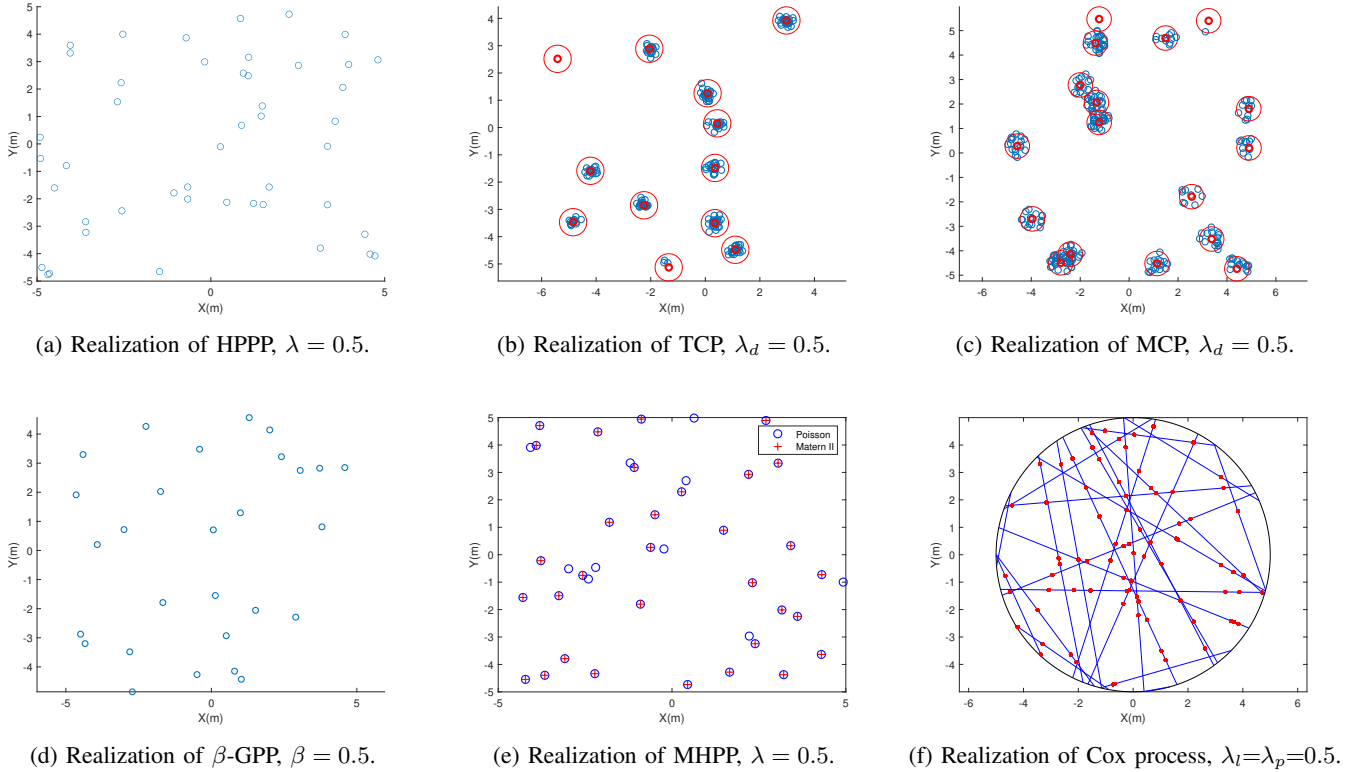 5
4
3
2
1
0
-1
-2
-3
-4
-5
-5 0 5
X(m)
Y(m)
(a) Realization of HPPP, λ = 0.5.
4
3
2
1
0
-1
-2
-3
-4
-5
-6 -4 -2 0 2 4
X(m)
Y(m)
(b) Realization of TCP, λd = 0.5.
5
4
3
2
1
0
-1
-2
-3
-4
-5
-6 -4 -2 0 2 4 6
X(m)
Y(m)
(c) Realization of MCP, λd = 0.5.
4
3
2
1
0
-1
-2
-3
-4
-5 0 5
X(m)
Y(m)
(d) Realization of β-GPP, β = 0.5.
5
4
3
2
1
0
-1
-2
-3
-4
-5
-5 0 5
X(m)
Y(m)
Poisson
Matern II
(e) Realization of MHPP, λ = 0.5.
5
4
3
2
1
0
-1
-2
-3
-4
-5
-6 -4 -2 0 2 4 6
X(m)
Y(m)
(f) Realization of Cox process, λl=λp=0.5.